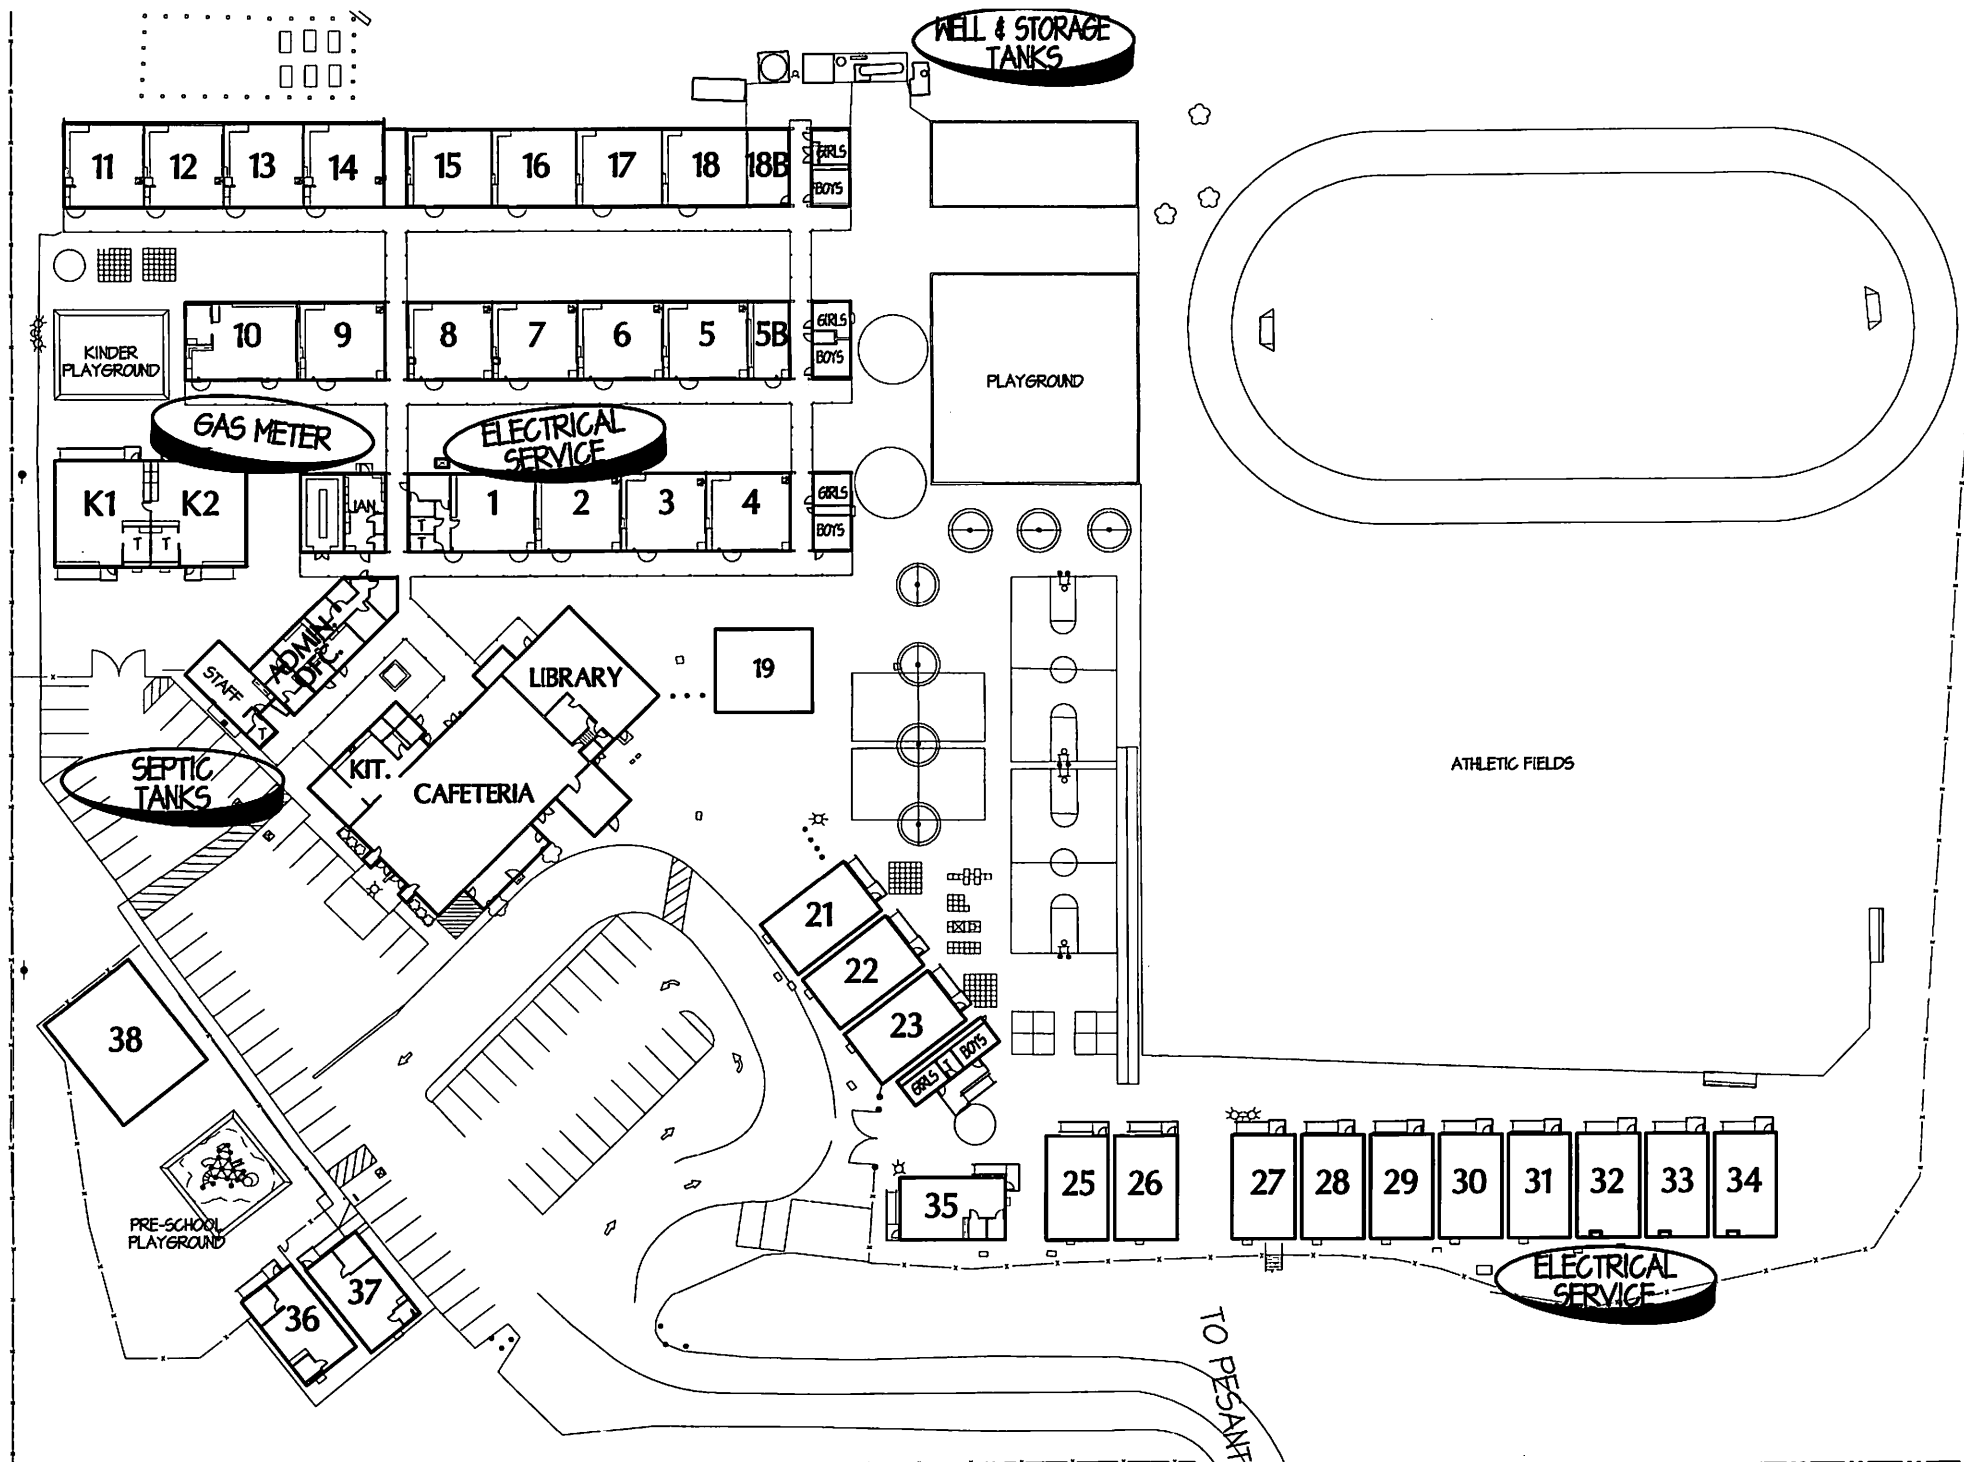 WELL & STORAGE
TANKS
11
12
13
14
15
16
17
18
18B
GIRLS
BOYS
10
9
8
7
6
5
5B
GIRLS
BOYS
KINDER
PLAYGROUND
PLAYGROUND
GAS METER
ELECTRICAL
SERVICE
K1
K2
T
T
JAN.
T
T
1
2
3
4
GIRLS
BOYS
ADMIN.
OFC.
STAFF
T
LIBRARY
19
KIT.
CAFETERIA
SEPTIC
TANKS
ATHLETIC FIELDS
21
22
23
GIRLS
T
BOYS
38
PRE-SCHOOL
PLAYGROUND
36
37
35
25
26
27
28
29
30
31
32
33
34
ELECTRICAL
SERVICE
TO PESANTE